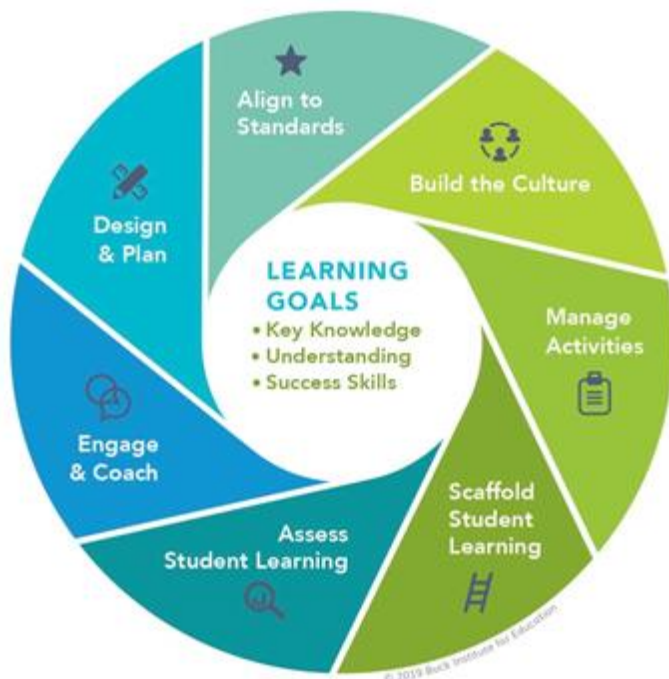 Align to
Standards
Build the Culture
Manage
Activities
Scaffold
Student
Learning
Assess
Student Learning
Engage
& Coach
Design
& Plan
LEARNING
GOALS
• Key Knowledge
• Understanding
• Success Skills
© 2019 Buck Institute for Education